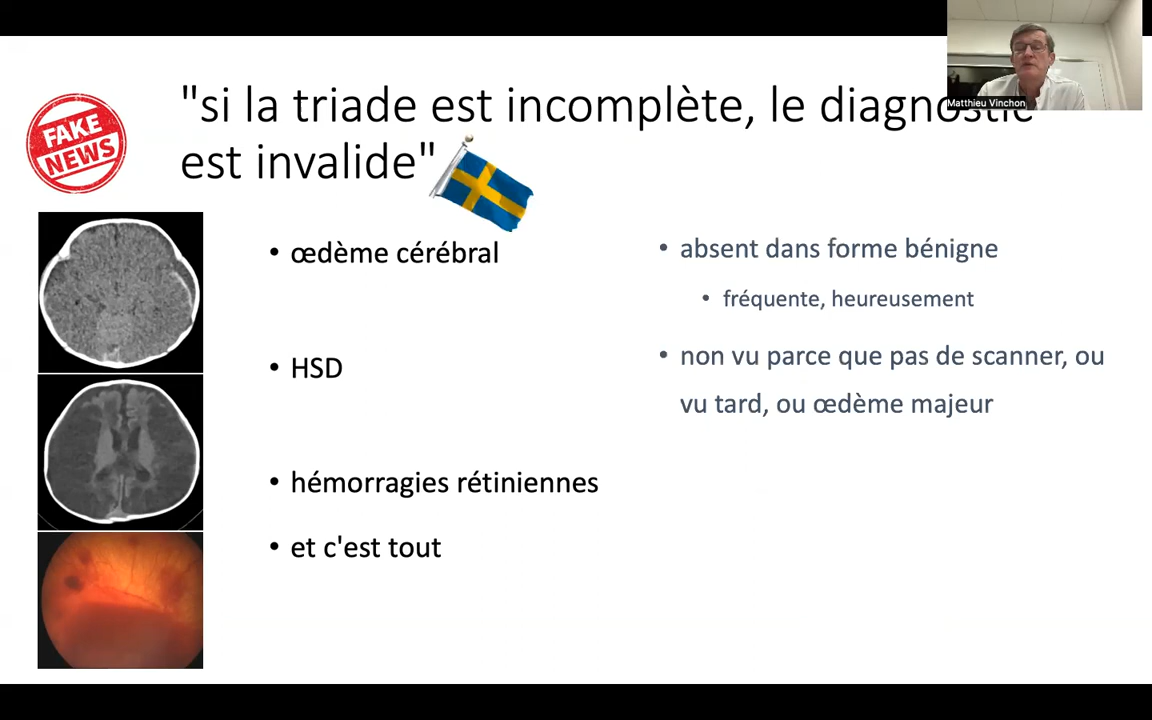 FAKE
NEWS
"si la triade est incomplète, le diagnostic
est invalide"
Matthieu Vinchon
• œdème cérébral
• HSD
• hémorragies rétiniennes
• et c'est tout
• absent dans forme bénigne
• fréquente, heureusement
• non vu parce que pas de scanner, ou
vu tard, ou œdème majeur